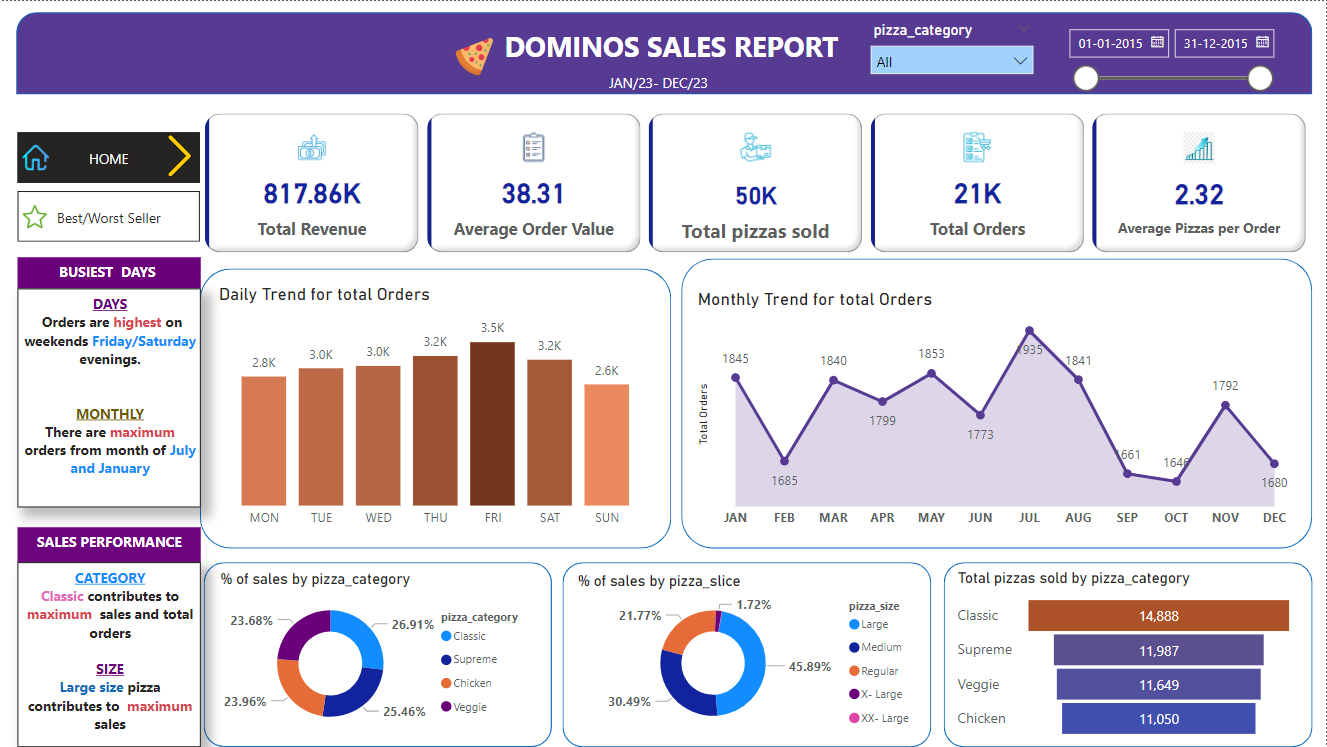 DOMINOS SALES REPORT
JAN/23- DEC/23
pizza_category
All
01-01-2015
31-12-2015
HOME
Best/Worst Seller
817.86K
Total Revenue
38.31
Average Order Value
50K
Total pizzas sold
21K
Total Orders
2.32
Average Pizzas per Order
BUSIEST DAYS
DAYS
Orders are highest on
weekends Friday/Saturday
evenings.
MONTHLY
There are maximum
orders from month of July
and January
Daily Trend for total Orders
2.8K
3.0K
3.0K
3.2K
3.5K
3.2K
2.6K
MON
TUE
WED
THU
FRI
SAT
SUN
Monthly Trend for total Orders
Total Orders
1845
1685
1840
1799
1853
1773
1935
1841
1661
1646
1792
1680
JAN
FEB
MAR
APR
MAY
JUN
JUL
AUG
SEP
OCT
NOV
DEC
SALES PERFORMANCE
CATEGORY
Classic contributes to
maximum sales and total
orders
SIZE
Large size pizza
contributes to maximum
sales
% of sales by pizza_category
23.68%
26.91%
23.96%
25.46%
pizza_category
Classic
Supreme
Chicken
Veggie
% of sales by pizza_slice
21.77%
1.72%
45.89%
30.49%
pizza_size
Large
Medium
Regular
X- Large
XX- Large
Total pizzas sold by pizza_category
Classic 14,888
Supreme 11,987
Veggie 11,649
Chicken 11,050